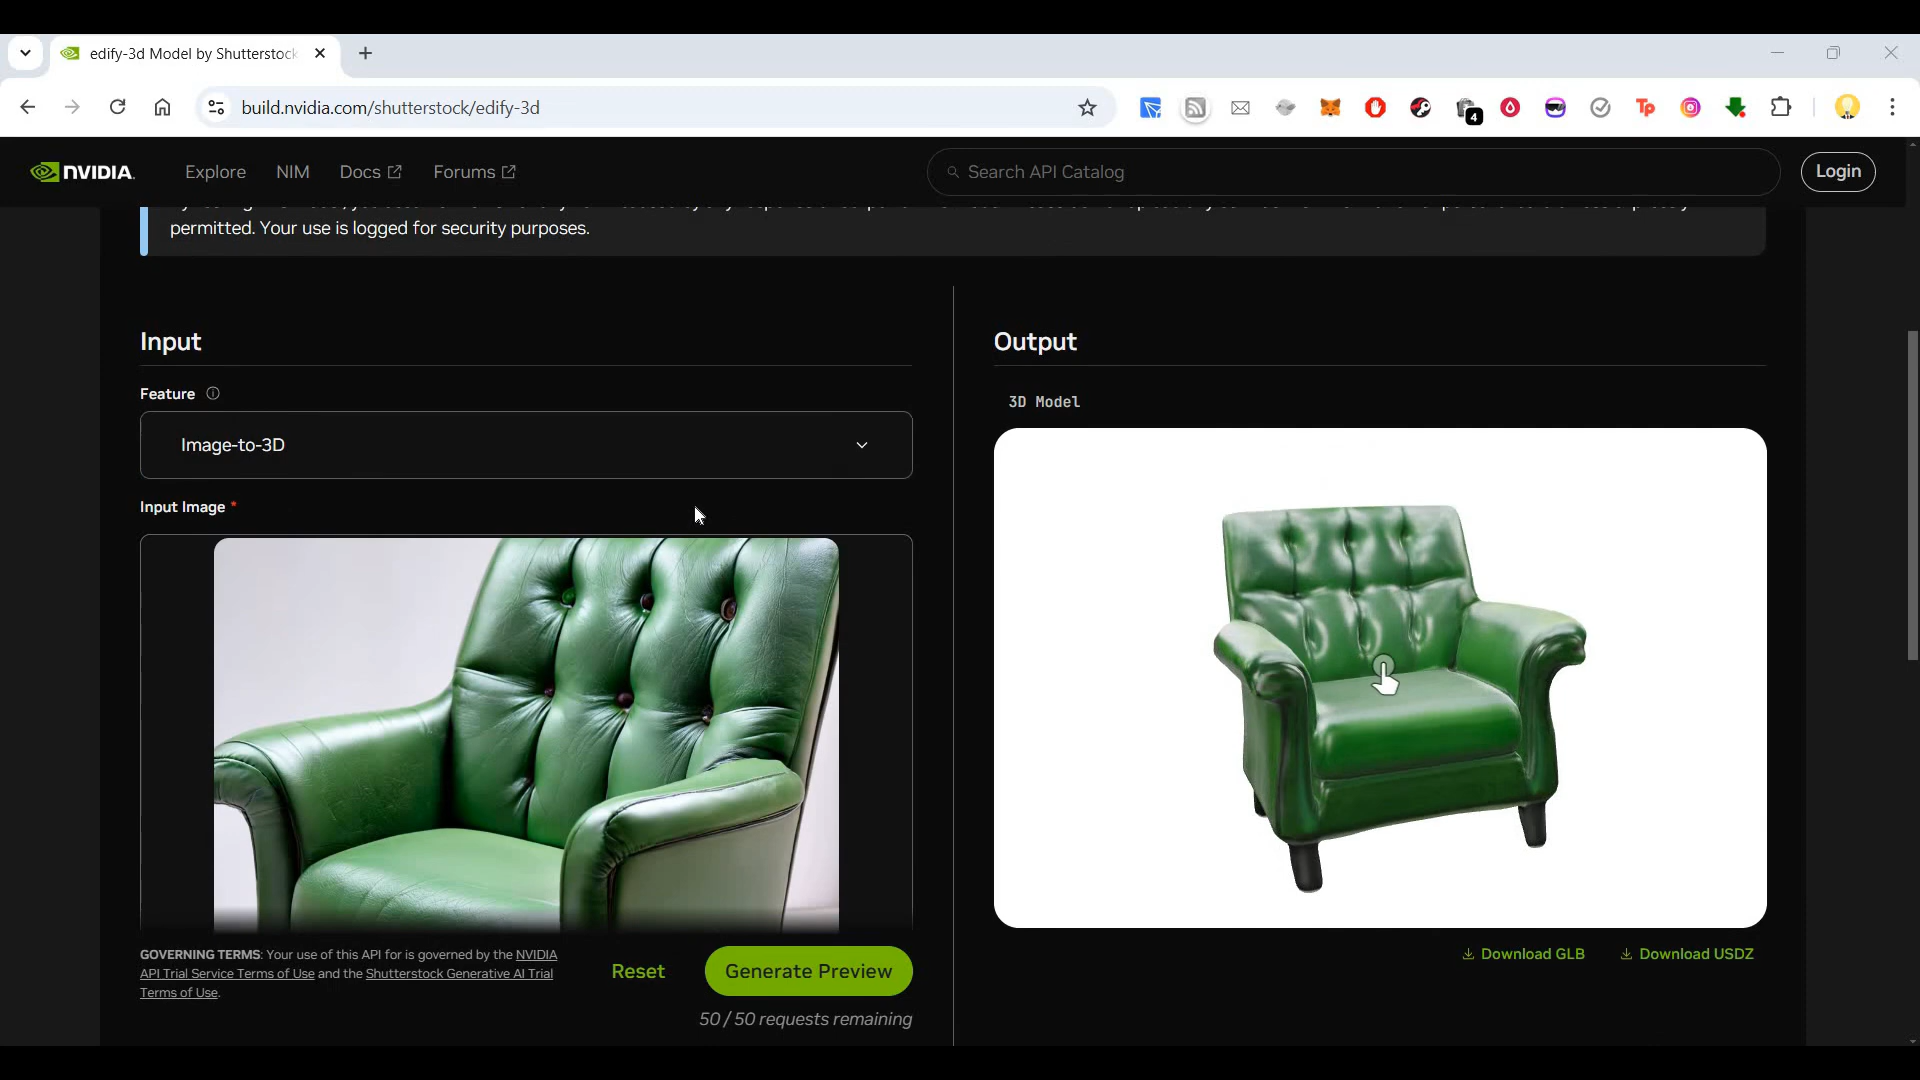 edify-3d Model by Shutterstock
build.nvidia.com/shutterstock/edify-3d
4
TP
NVIDIA.
Explore
NIM
Docs
Forums
Search API Catalog
Login
permitted. Your use is logged for security purposes.
Input
Feature
Image-to-3D
Input Image *
GOVERNING TERMS: Your use of this API for is governed by the NVIDIA
API Trial Service Terms of Use and the Shutterstock Generative AI Trial
Terms of Use.
Reset
Generate Preview
50 / 50 requests remaining
Output
3D Model
Download GLB
Download USDZ